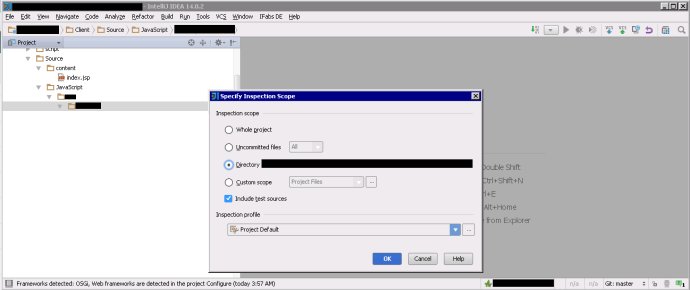 - IntelliJ IDEA 14.0.2
File Edit View Navigate Code Analyze Refactor Build Run Tools VCS Window IFabs DE Help
Client Source JavaScript
Project
script
Source
content
index.jsp
JavaScript
Specify Inspection Scope
Inspection scope
Whole project
Uncommitted files All
Directory
Custom scope Project Files ...
Include test sources
Inspection profile
Project Default ...
OK Cancel Help
Double Shift
Ctrl+Shift+N
Ctrl+E
Alt+Home
from Explorer
Frameworks detected: OSGi, Web frameworks are detected in the project Configure (today 3:57 AM)
n/a n/a Git: master